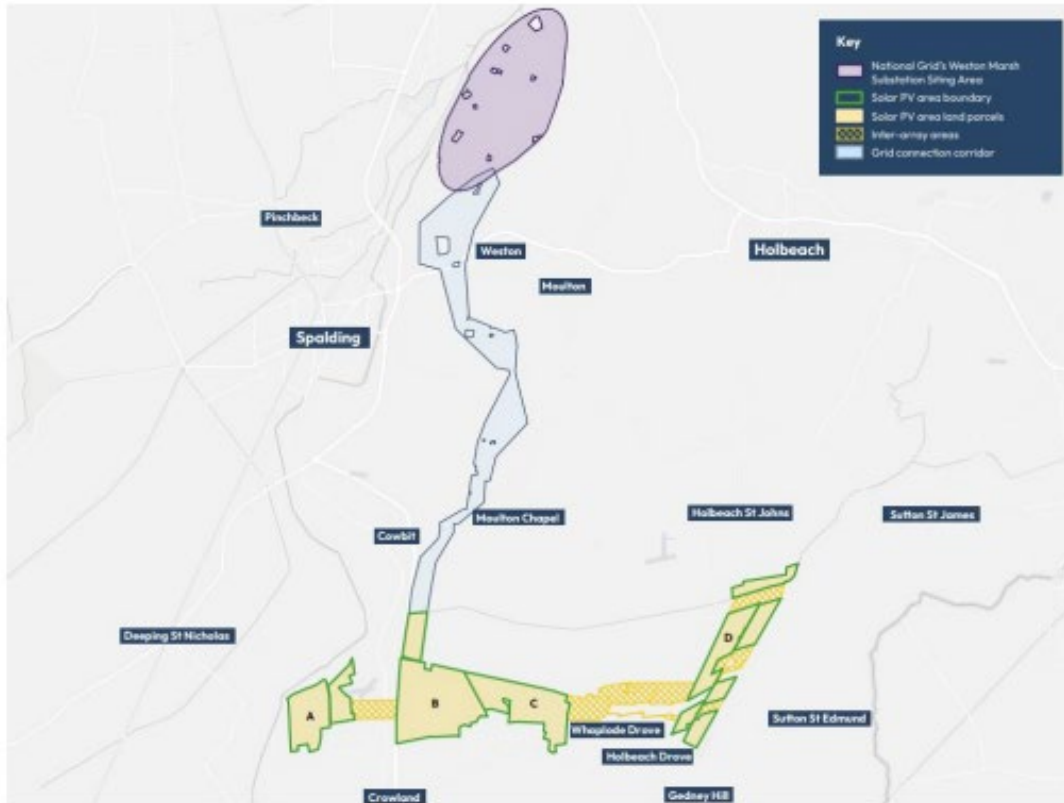 Key
National Grid's Weston Marsh
Substation Siting Area
Solar PV area boundary
Solar PV area land parcels
Inter-array areas
Grid connection corridor
Pinchbeck
Weston
Holbeach
Moulton
Spalding
Moulton Chapel
Holbeach St Johns
Sutton St James
Cowbit
Deeping St Nicholas
D
A
B
C
Sutton St Edmund
Whaplode Drove
Holbeach Drove
Crowland
Gedney Hill